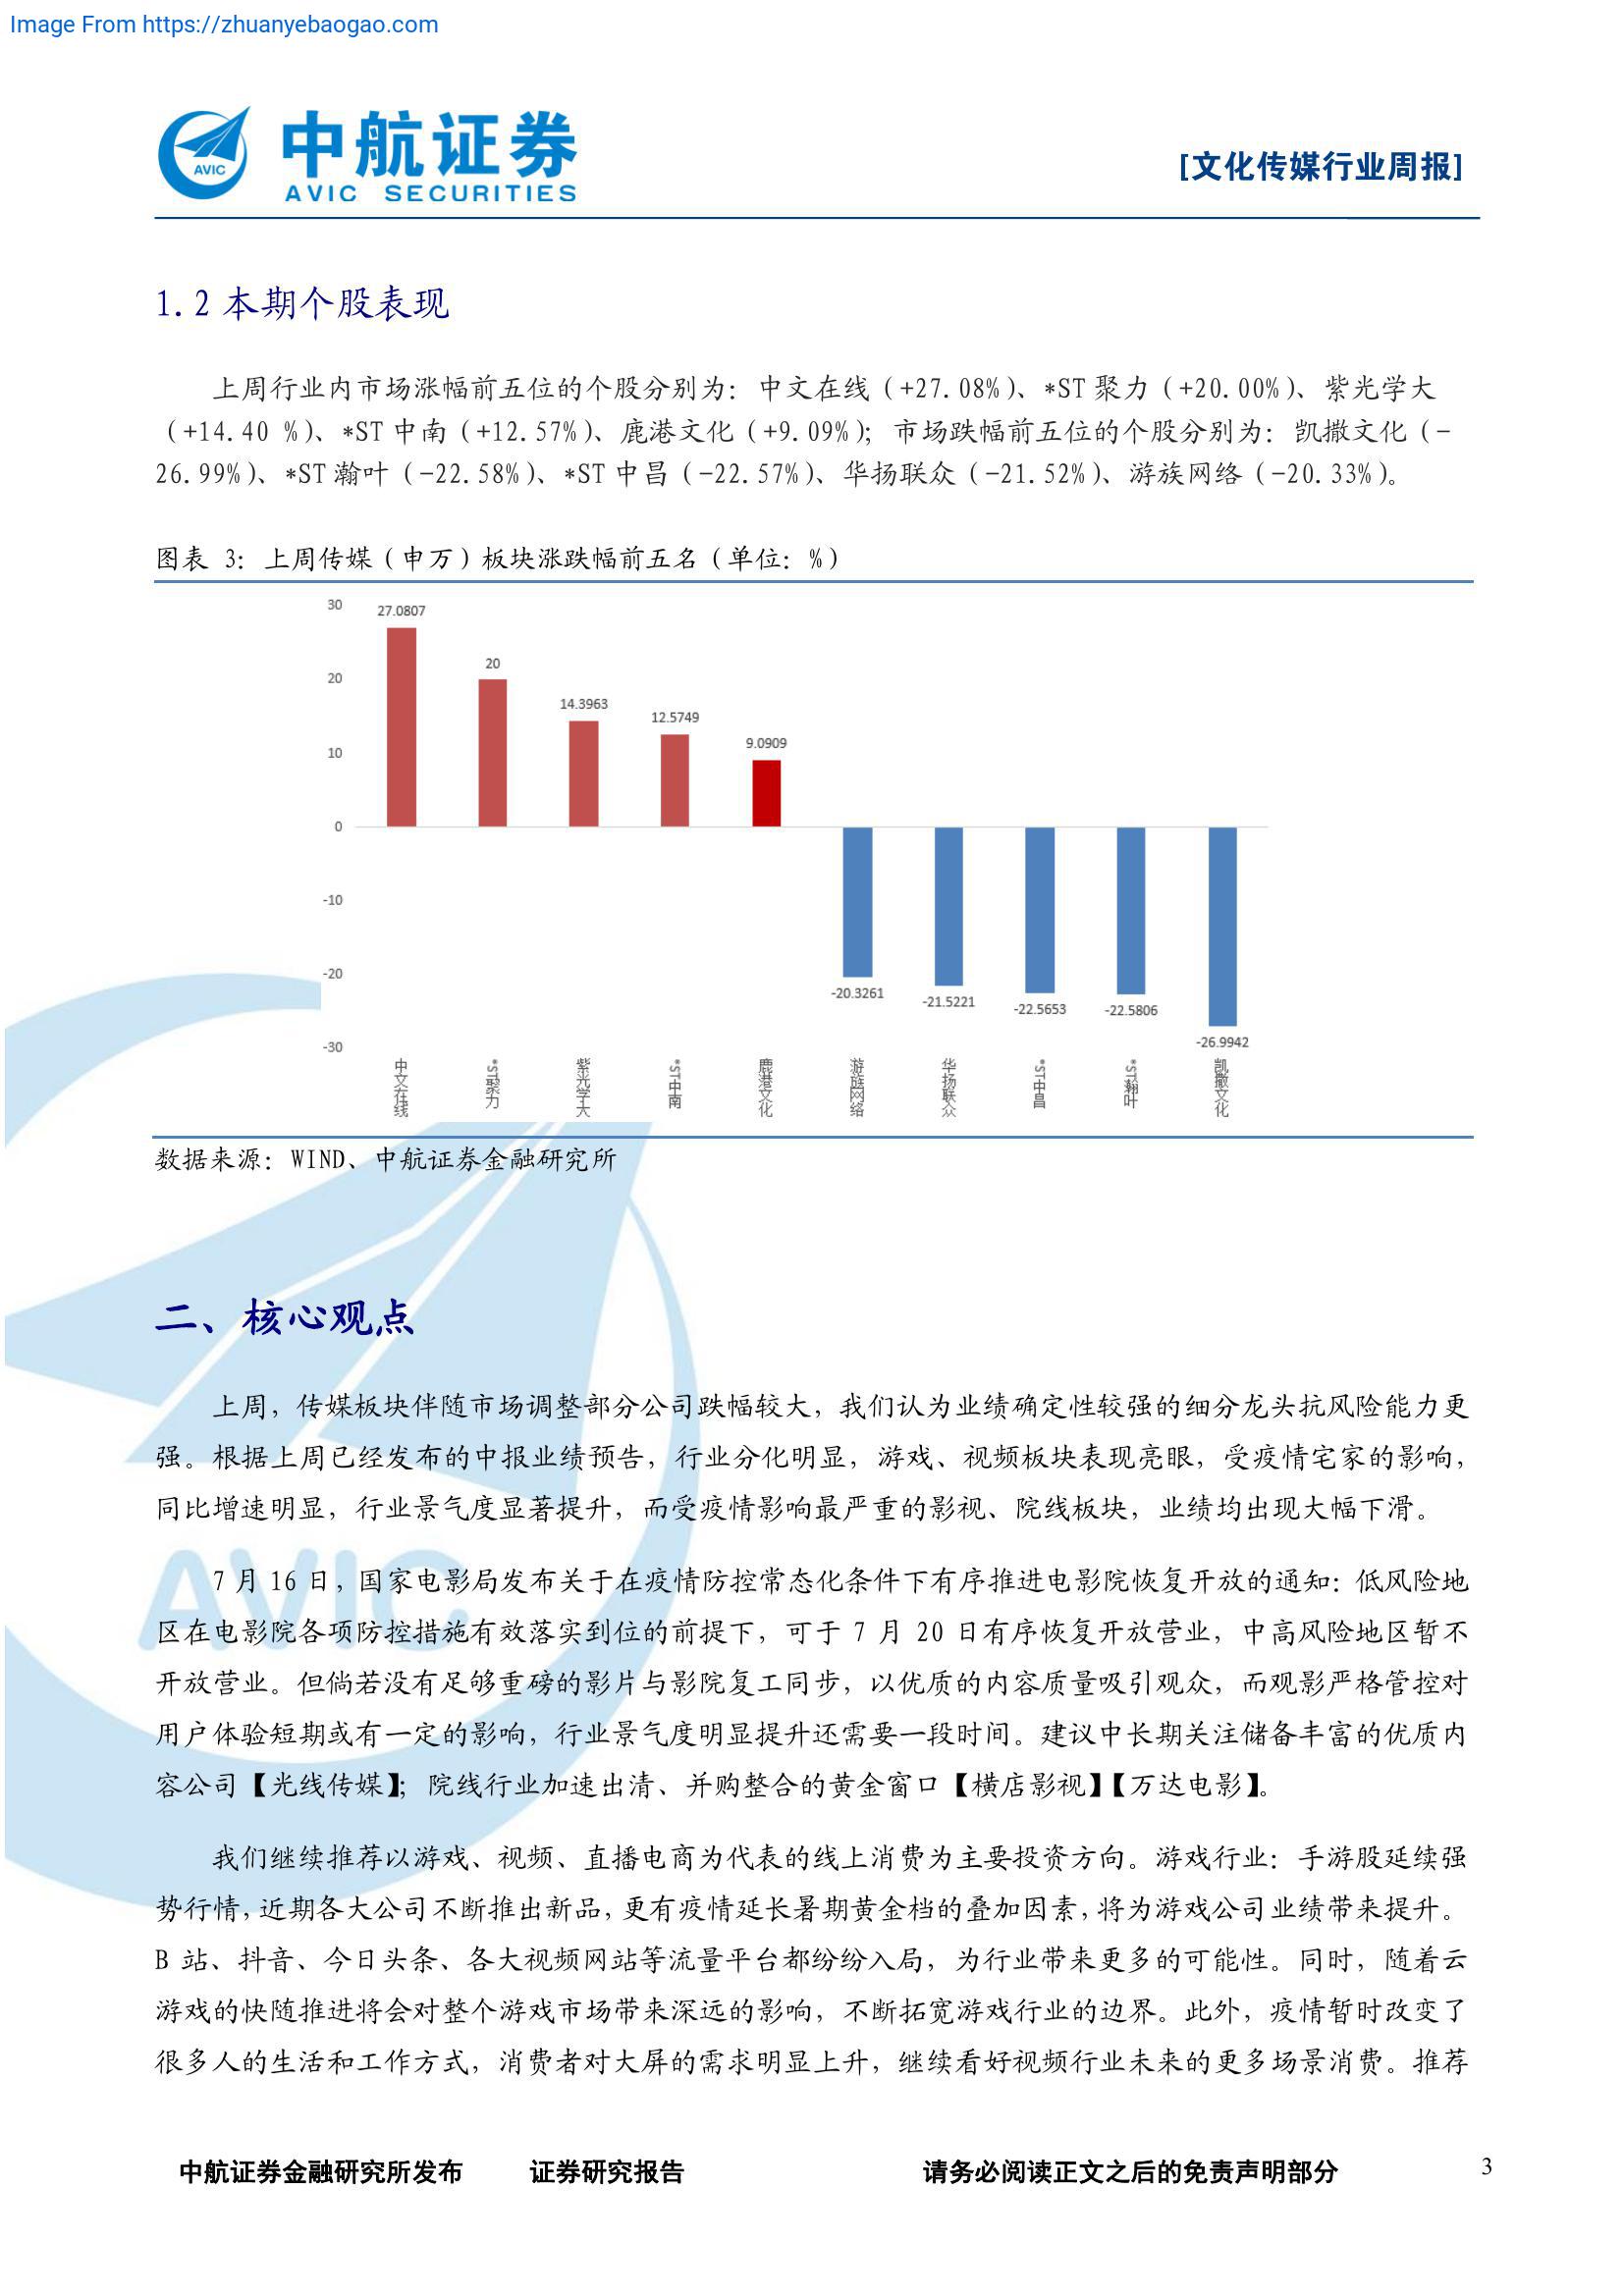 Image From https://zhuanyebaogao.com
AVIC
中航证券
AVIC SECURITIES
[文化传媒行业周报]
1.2 本期个股表现
上周行业内市场涨幅前五位的个股分别为：中文在线（+27.08%）、*ST 聚力（+20.00%）、紫光学大
（+14.40 %）、*ST 中南（+12.57%）、鹿港文化（+9.09%）；市场跌幅前五位的个股分别为：凯撒文化（-
26.99%）、*ST 瀚叶（-22.58%）、*ST 中昌（-22.57%）、华扬联众（-21.52%）、游族网络（-20.33%）。
图表 3：上周传媒（申万）板块涨跌幅前五名（单位：%）
30
20
10
0
-10
-20
-30
27.0807
20
14.3963
12.5749
9.0909
-20.3261
-21.5221
-22.5653
-22.5806
-26.9942
中文在线
*ST聚力
紫光学大
*ST中南
鹿港文化
游族网络
华扬联众
*ST中昌
*ST瀚叶
凯撒文化
数据来源：WIND、中航证券金融研究所
二、核心观点
上周，传媒板块伴随市场调整部分公司跌幅较大，我们认为业绩确定性较强的细分龙头抗风险能力更
强。根据上周已经发布的中报业绩预告，行业分化明显，游戏、视频板块表现亮眼，受疫情宅家的影响，
同比增速明显，行业景气度显著提升，而受疫情影响最严重的影视、院线板块，业绩均出现大幅下滑。
7 月 16 日，国家电影局发布关于在疫情防控常态化条件下有序推进电影院恢复开放的通知：低风险地
区在电影院各项防控措施有效落实到位的前提下，可于 7 月 20 日有序恢复开放营业，中高风险地区暂不
开放营业。但倘若没有足够重磅的影片与影院复工同步，以优质的内容质量吸引观众，而观影严格管控对
用户体验短期或有一定的影响，行业景气度明显提升还需要一段时间。建议中长期关注储备丰富的优质内
容公司【光线传媒】；院线行业加速出清、并购整合的黄金窗口【横店影视】【万达电影】。
我们继续推荐以游戏、视频、直播电商为代表的线上消费为主要投资方向。游戏行业：手游股延续强
势行情，近期各大公司不断推出新品，更有疫情延长暑期黄金档的叠加因素，将为游戏公司业绩带来提升。
B 站、抖音、今日头条、各大视频网站等流量平台都纷纷入局，为行业带来更多的可能性。同时，随着云
游戏的快随推进将会对整个游戏市场带来深远的影响，不断拓宽游戏行业的边界。此外，疫情暂时改变了
很多人的生活和工作方式，消费者对大屏的需求明显上升，继续看好视频行业未来的更多场景消费。推荐
AVIC
中航证券金融研究所发布 证券研究报告 请务必阅读正文之后的免责声明部分 3